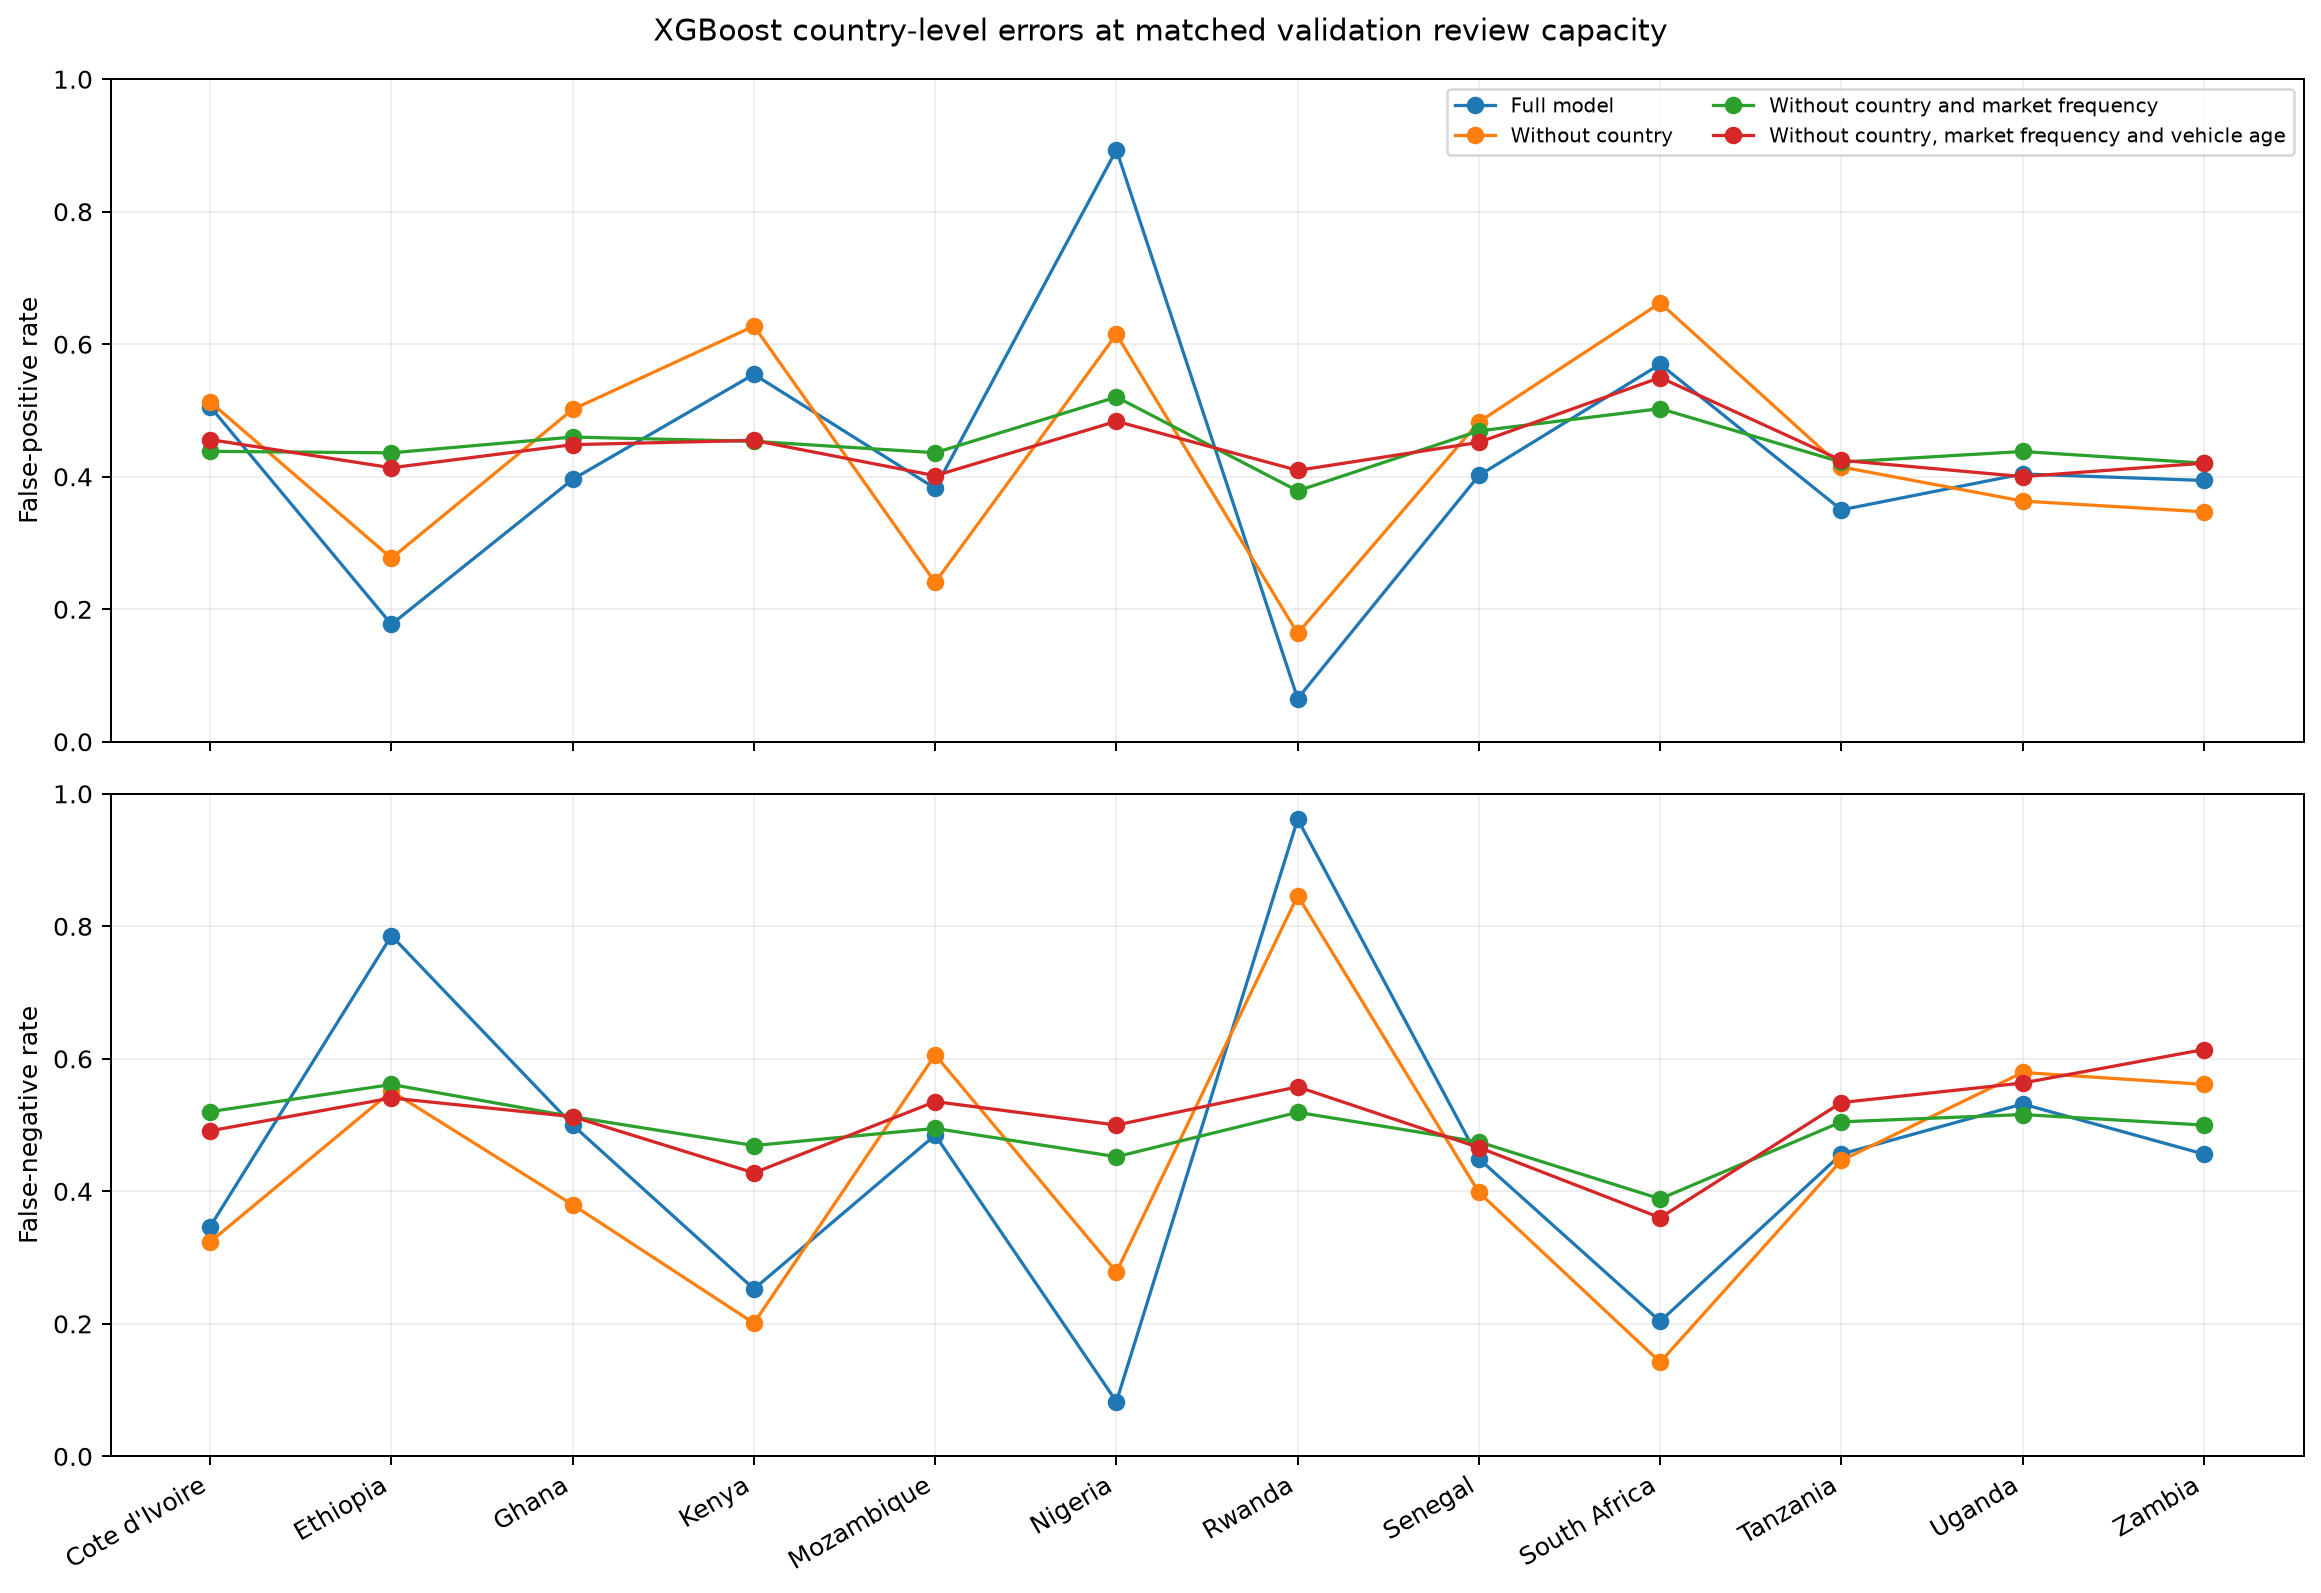 XGBoost country-level errors at matched validation review capacity
Full model
Without country
Without country and market frequency
Without country, market frequency and vehicle age
False-positive rate
1.0
0.8
0.6
0.4
0.2
0.0
False-negative rate
1.0
0.8
0.6
0.4
0.2
0.0
Cote d'Ivoire
Ethiopia
Ghana
Kenya
Mozambique
Nigeria
Rwanda
Senegal
South Africa
Tanzania
Uganda
Zambia